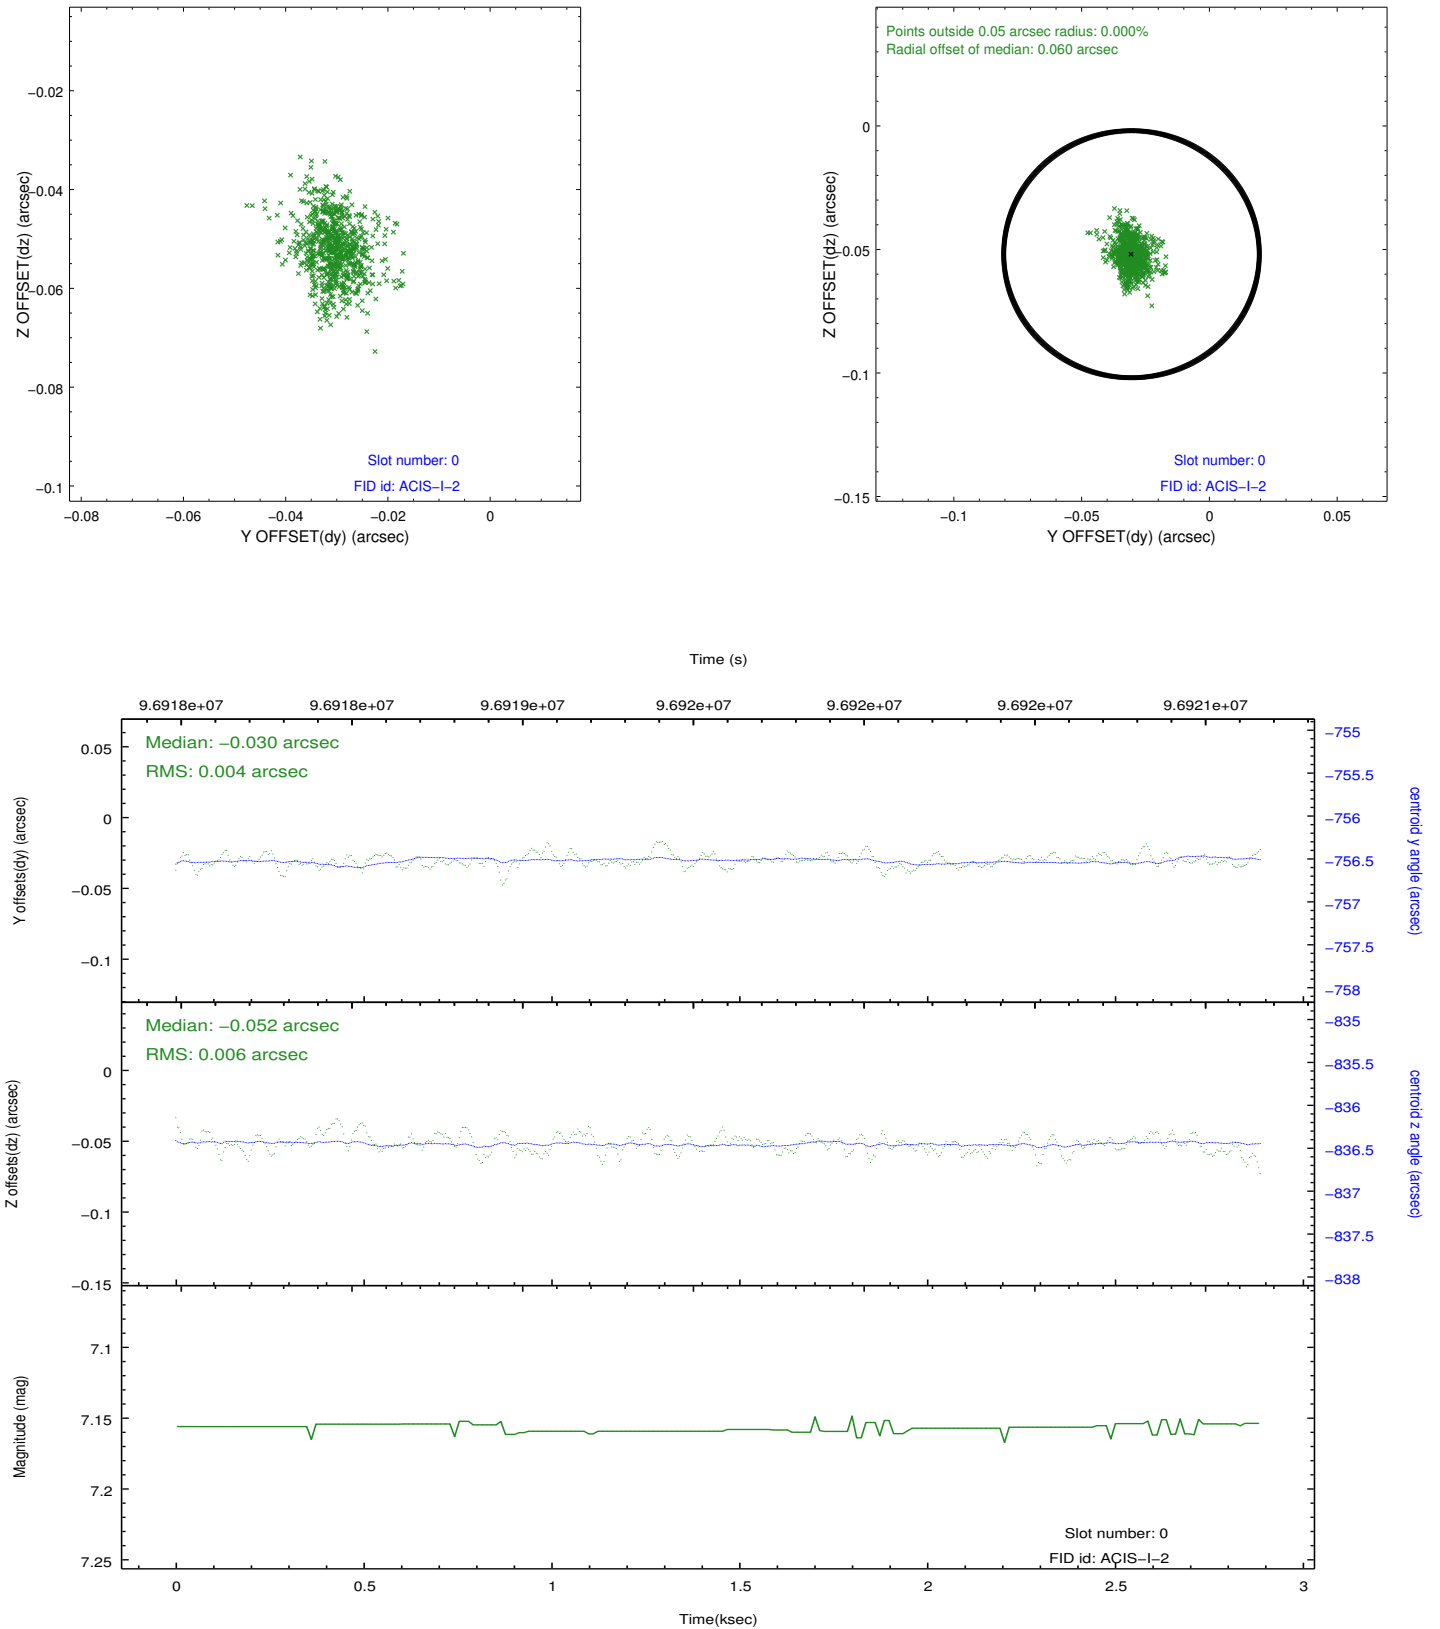 −0.02
−0.04
−0.06
−0.08
−0.1
Z OFFSET(dz) (arcsec)
Slot number: 0
FID id: ACIS−I−2
−0.08 −0.06 −0.04 −0.02 0
Y OFFSET(dy) (arcsec)
Points outside 0.05 arcsec radius: 0.000%
Radial offset of median: 0.060 arcsec
0
−0.05
−0.1
−0.15
Z OFFSET(dz) (arcsec)
Slot number: 0
FID id: ACIS−I−2
−0.1 −0.05 0 0.05
Y OFFSET(dy) (arcsec)
Time (s)
9.6918e+07 9.6918e+07 9.6919e+07 9.692e+07 9.692e+07 9.692e+07 9.6921e+07
Median: −0.030 arcsec
RMS: 0.004 arcsec
0.05
0
−0.05
−0.1
Y offsets(dy) (arcsec)
−755
−755.5
−756
−756.5
−757
−757.5
−758
centroid y angle (arcsec)
Median: −0.052 arcsec
RMS: 0.006 arcsec
0
−0.05
−0.1
−0.15
Z offsets(dz) (arcsec)
−835
−835.5
−836
−836.5
−837
−837.5
−838
centroid z angle (arcsec)
7.1
7.15
7.2
7.25
Magnitude (mag)
Slot number: 0
FID id: ACIS−I−2
0 0.5 1 1.5 2 2.5 3
Time(ksec)